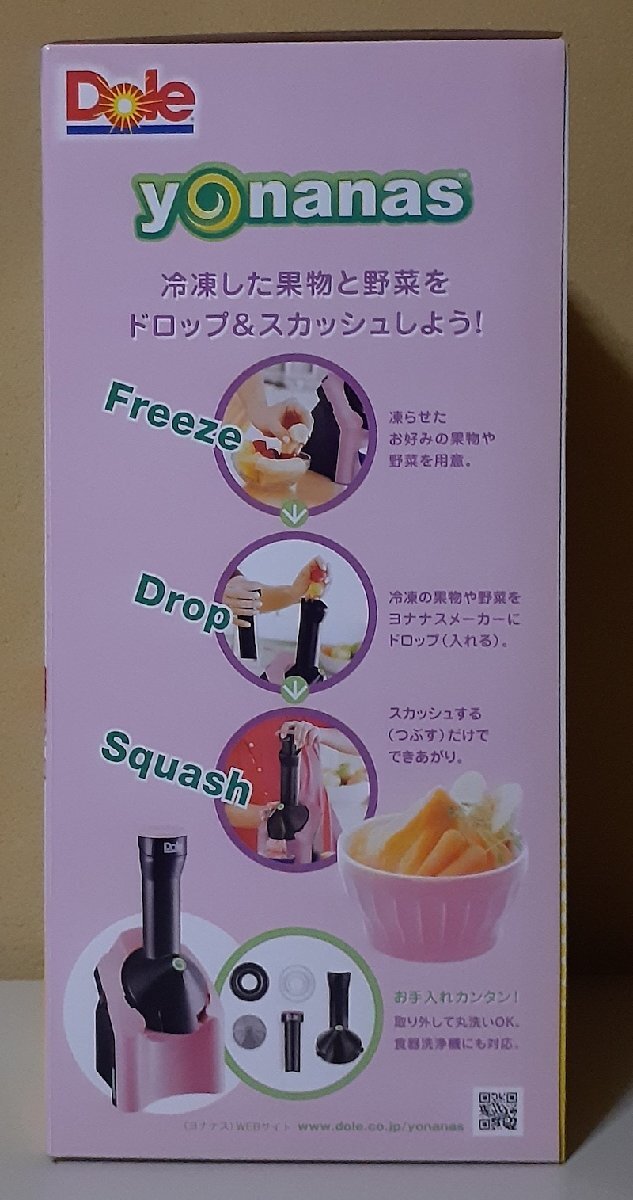 Dole
yonanas™
冷凍した果物と野菜を
ドロップ&スカッシュしよう!
Freeze
凍らせた
お好みの果物や
野菜を用意。
Drop
冷凍の果物や野菜を
ヨナナスメーカーに
ドロップ(入れる)。
Squash
スカッシュする
(つぶす)だけで
できあがり。
Dole
お手入れカンタン!
取り外して丸洗いOK。
食器洗浄機にも対応。
(ヨナナス)WEBサイト www.dole.co.jp/yonanas